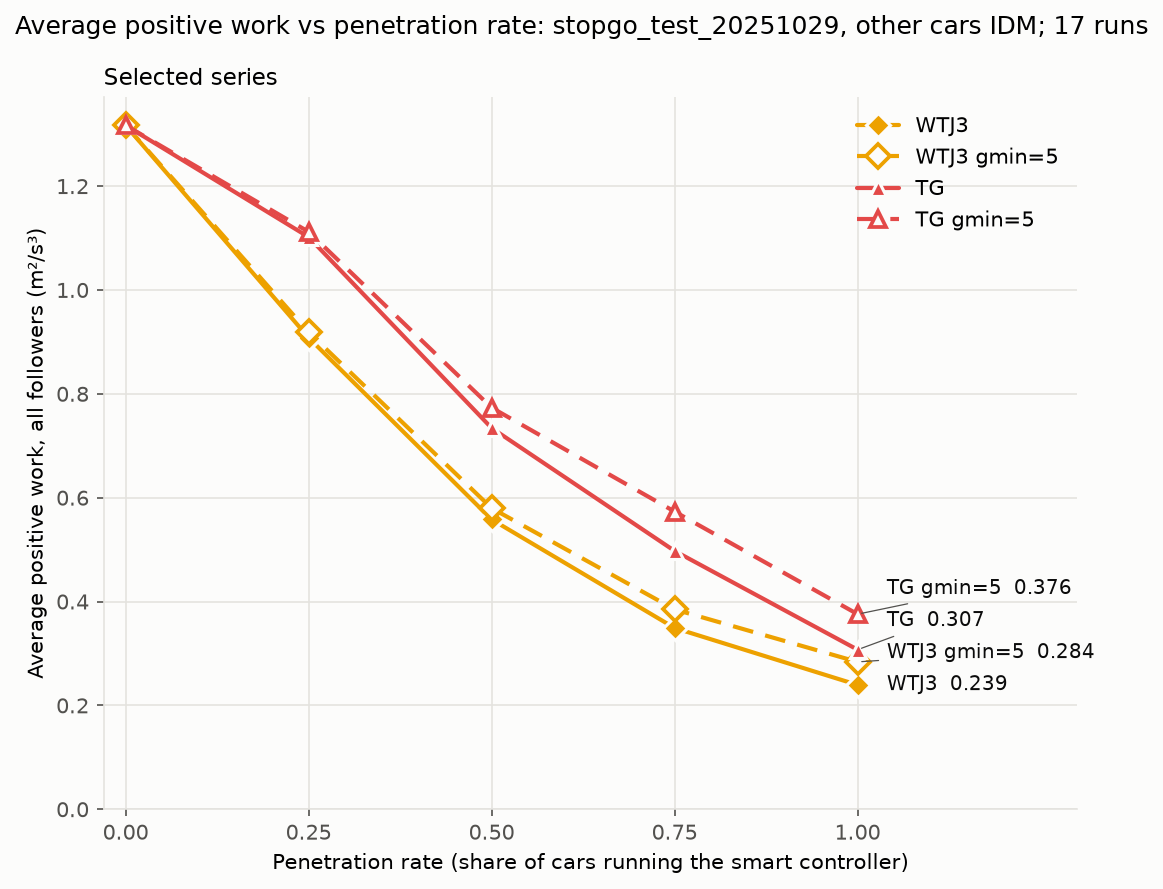 Average positive work vs penetration rate: stopgo_test_20251029, other cars IDM; 17 runs
Selected series
WTJ3
WTJ3 gmin=5
TG
TG gmin=5
Average positive work, all followers (m²/s³)
1.2
1.0
0.8
0.6
0.4
0.2
0.0
TG gmin=5 0.376
TG 0.307
WTJ3 gmin=5 0.284
WTJ3 0.239
0.00 0.25 0.50 0.75 1.00
Penetration rate (share of cars running the smart controller)